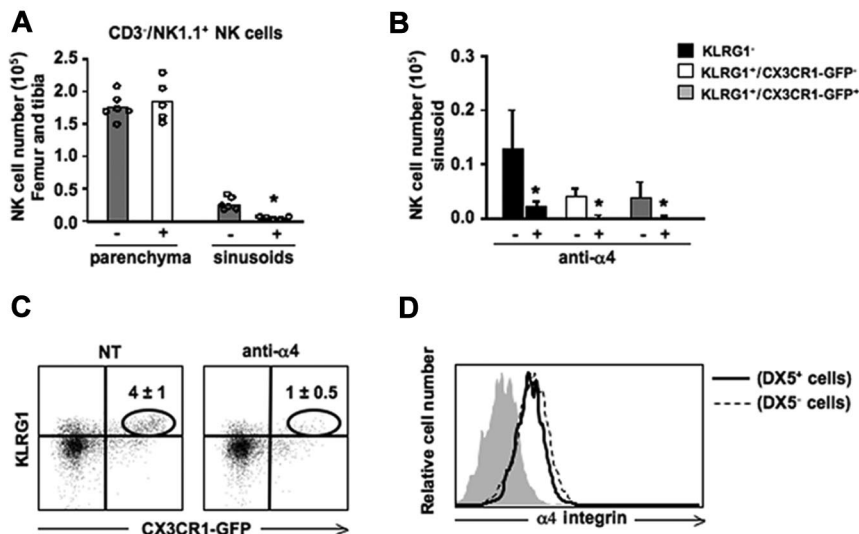 A
CD3⁻/NK1.1⁺ NK cells
NK cell number (10⁵)
Femur and tibia
2.5
2.0
1.5
1.0
0.5
0.0
- + - +
parenchyma sinusoids
*
B
NK cell number (10⁵)
sinusoid
0.3
0.2
0.1
0.0
* * *
- + - + - +
anti-α4
KLRG1⁻
KLRG1⁺/CX3CR1-GFP⁻
KLRG1⁺/CX3CR1-GFP⁺
C
NT anti-α4
4 ± 1 1 ± 0.5
KLRG1
CX3CR1-GFP
D
Relative cell number
α4 integrin
(DX5⁺ cells)
(DX5⁻ cells)